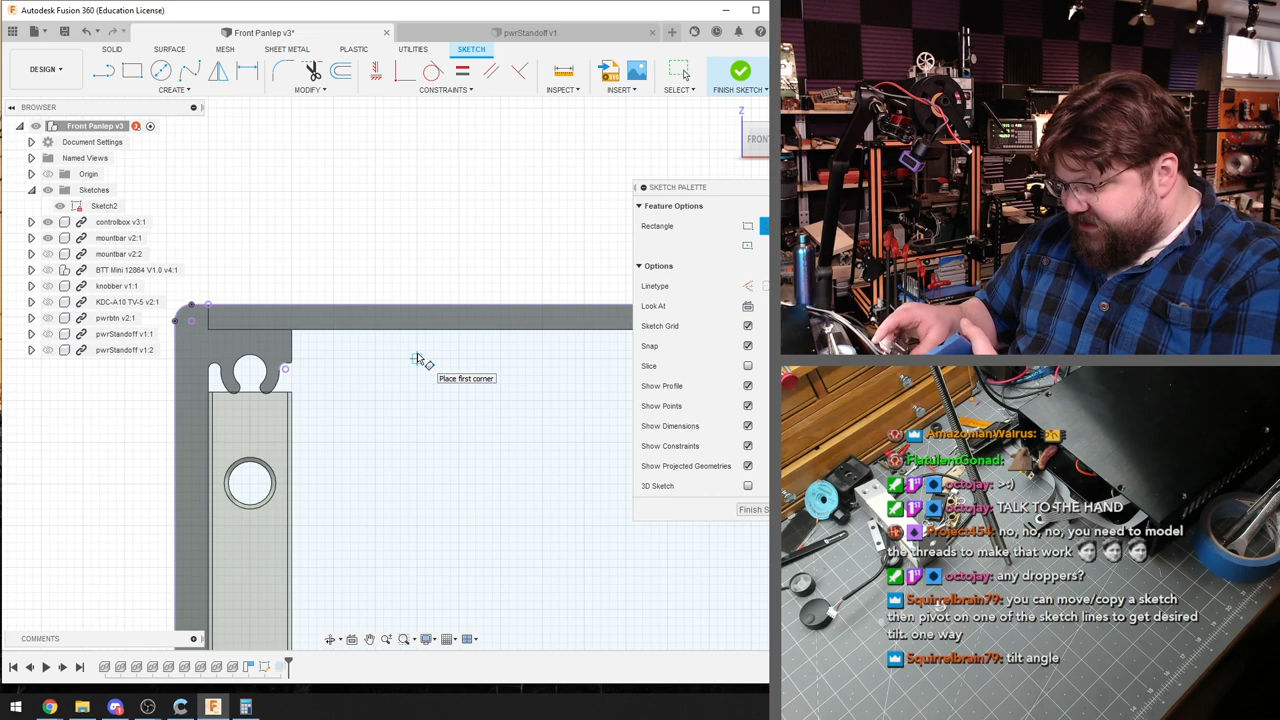 Autodesk Fusion 360 (Education License)
Front Panlep v3*
pwrStandoff v1
SOLID
SURFACE
MESH
SHEET METAL
PLASTIC
UTILITIES
SKETCH
DESIGN
CREATE
MODIFY
CONSTRAINTS
INSPECT
INSERT
SELECT
FINISH SKETCH
BROWSER
Front Panlep v3
Document Settings
Named Views
Origin
Sketches
Sketch2
controlbox v3:1
mountbar v2:1
mountbar v2:2
BTT Mini 12864 V1.0 v4:1
knobber v1:1
KDC-A10 TV-5 v2:1
pwrbtn v2:1
pwrStandoff v1:1
pwrStandoff v1:2
Z
FRONT
SKETCH PALETTE
Feature Options
Rectangle
Options
Linetype
Look At
Sketch Grid
Snap
Slice
Show Profile
Show Points
Show Dimensions
Show Constraints
Show Projected Geometries
3D Sketch
Finish S
Place first corner
COMMENTS
AmazonianWalrus:
FlatulentGonad:
octojay: >:)
octojay: TALK TO THE HAND
Project454: no, no, no, you need to model
the threads to make that work
octojay: any droppers?
Squirrelbrain79: you can move/copy a sketch
then pivot on one of the sketch lines to get desired
tilt. one way
Squirrelbrain79: tilt angle